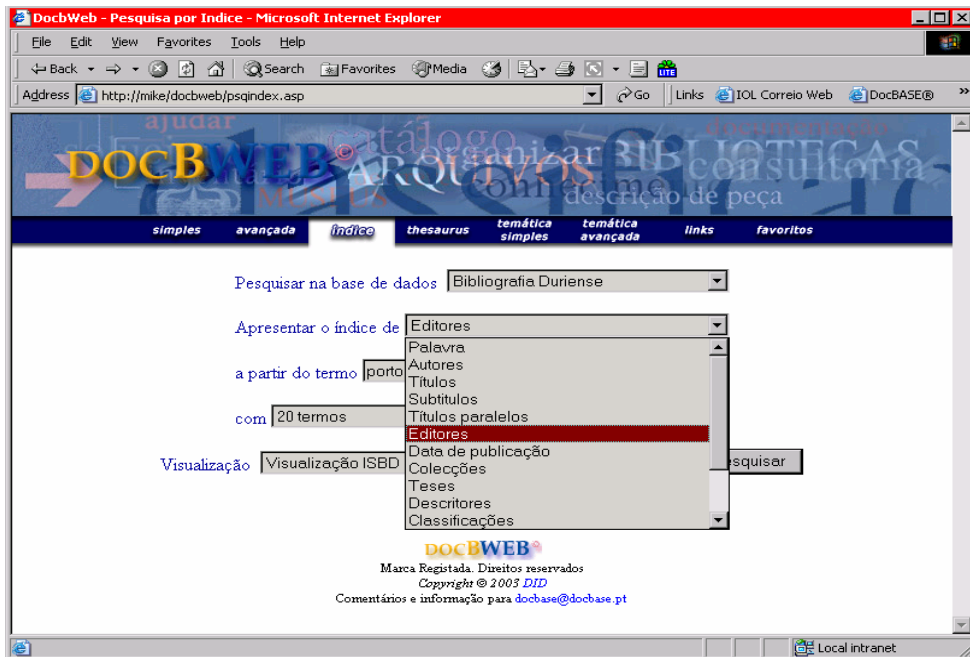 DocbWeb - Pesquisa por Indice - Microsoft Internet Explorer
File Edit View Favorites Tools Help
Back Search Favorites Media LITE
Address http://mike/docbweb/psqindex.asp Go Links IOL Correio Web DocBASE® »
ajudar
catálogo documentação
DOCBWEB® ARQUIVOS organizar BIBLIOTECAS
MUSEUS connect.me consultoria
descrição de peça
simples avançada índice thesaurus temática simples temática avançada links favoritos
Pesquisar na base de dados Bibliografia Duriense
Apresentar o índice de Editores
Palavra
a partir do termo porto Autores
Títulos
Subtitulos
com 20 termos Títulos paralelos
Editores
Data de publicação
Visualização Visualização ISBD Colecções esquisar
Teses
Descritores
Classificações
DOCBWEB®
Marca Registada. Direitos reservados
Copyright © 2003 DID
Comentários e informação para docbase@docbase.pt
Local intranet